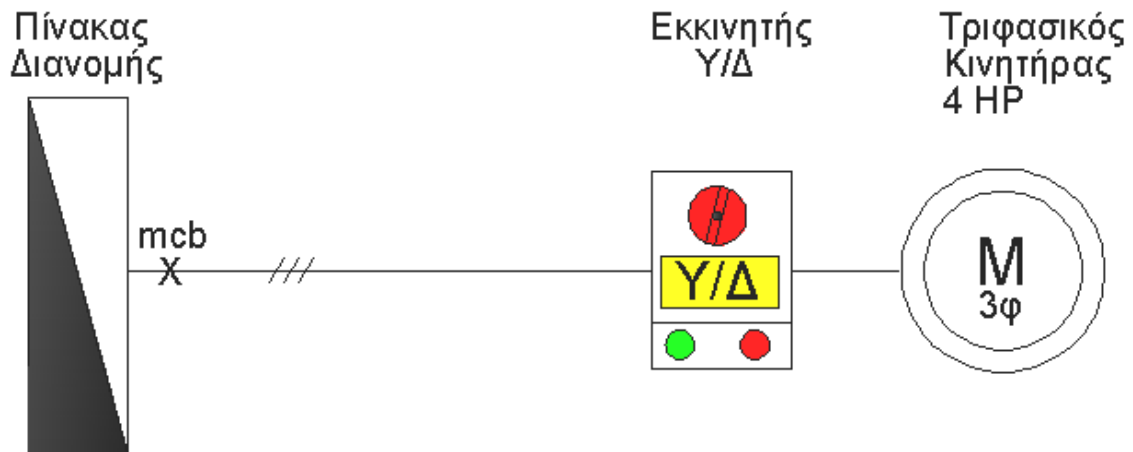 Πίνακας
Διανομής
Εκκινητής
Υ/Δ
Τριφασικός
Κινητήρας
4 HP
mcb
X
Υ/Δ
M
3φ